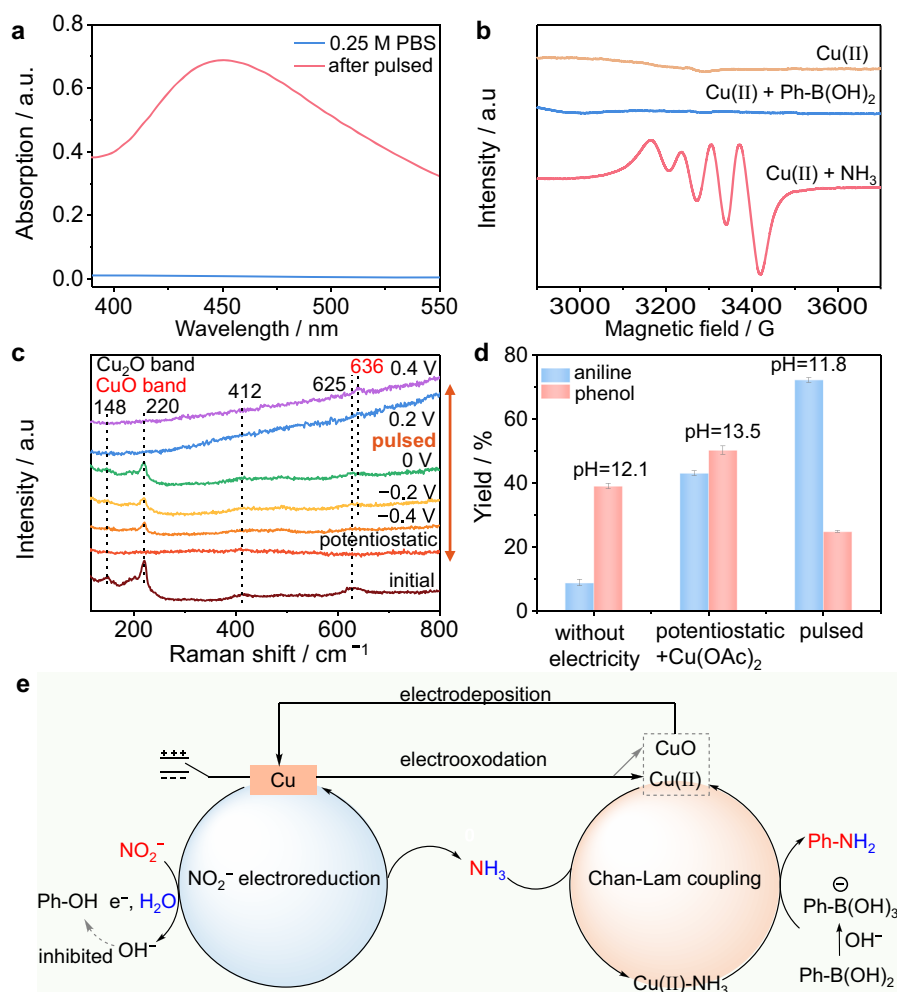 a
0.25 M PBS
after pulsed
Absorption / a.u.
0.8
0.6
0.4
0.2
0.0
400 450 500 550
Wavelength / nm
b
Cu(II)
Cu(II) + Ph-B(OH)₂
Cu(II) + NH₃
Intensity / a.u
3000 3200 3400 3600
Magnetic field / G
c
Cu₂O band
CuO band
148 220 412 625 636
0.4 V
0.2 V
pulsed
0 V
−0.2 V
−0.4 V
potentiostatic
initial
Intensity / a.u
200 400 600 800
Raman shift / cm⁻¹
d
aniline
phenol
pH=12.1
pH=13.5
pH=11.8
Yield / %
80
60
40
20
0
without electricity
potentiostatic +Cu(OAc)₂
pulsed
e
electrodeposition
electrooxodation
+++
Cu
CuO
Cu(II)
NO₂⁻
NO₂⁻ electroreduction
NH₃
Chan-Lam coupling
Ph-NH₂
Ph-OH e⁻, H₂O
inhibited OH⁻
Ph-B(OH)₃
⊖
OH⁻
Cu(II)-NH₃
Ph-B(OH)₂